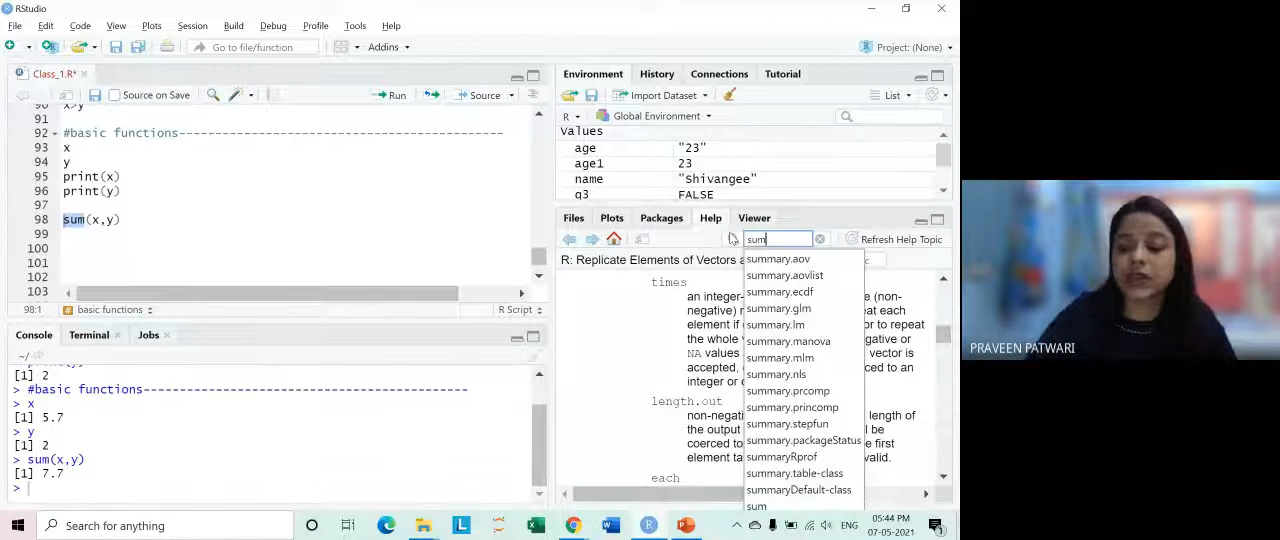 RStudio
File Edit Code View Plots Session Build Debug Profile Tools Help
Go to file/function Addins Project: (None)
Class_1.R*
Source on Save Run Source
91
92 #basic functions-----------------------------------------
93 x
94 y
95 print(x)
96 print(y)
97
98 sum(x,y)
99
100
101
102
103
98:1 basic functions R Script
Console Terminal Jobs
~/
[1] 2
> #basic functions-----------------------------------------
> x
[1] 5.7
> y
[1] 2
> sum(x,y)
[1] 7.7
>
Environment History Connections Tutorial
Import Dataset List
R Global Environment
Values
age "23"
age1 23
name "Shivangee"
q3 FALSE
Files Plots Packages Help Viewer
sum Refresh Help Topic
R: Replicate Elements of Vectors
times
an integer-
negative)
each
element if
the whole
NA values
accepted,
integer or
length.out
non-negat
the output
coerced to
element ta
each
(non-
eat each
or to repeat
negative or
vector is
ced to an
length of
l be
e first
valid.
summary.aov
summary.aovlist
summary.ecdf
summary.glm
summary.lm
summary.manova
summary.mlm
summary.nls
summary.prcomp
summary.princomp
summary.stepfun
summary.packageStatus
summaryRprof
summary.table-class
summaryDefault-class
sum
PRAVEEN PATWARI
Search for anything
ENG
05:44 PM
07-05-2021